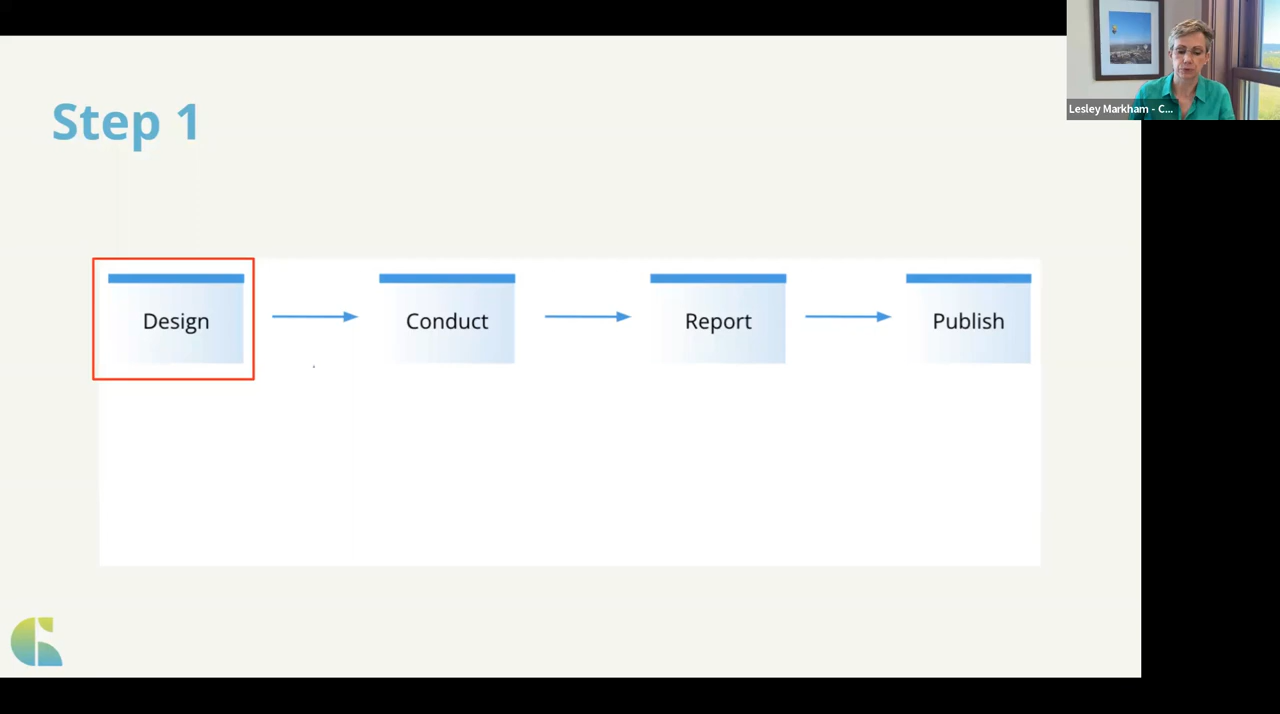 Step 1
Lesley Markham - C...
Design
Conduct
Report
Publish